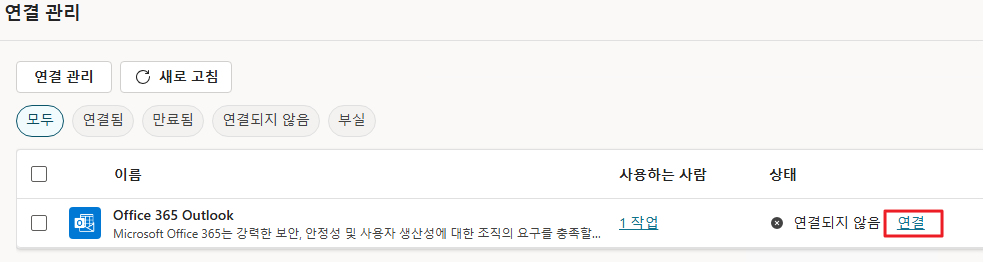 연결 관리
연결 관리 새로 고침
모두 연결됨 만료됨 연결되지 않음 부실
이름 사용하는 사람 상태
Office 365 Outlook
1 작업 연결되지 않음 연결
Microsoft Office 365는 강력한 보안, 안정성 및 사용자 생산성에 대한 조직의 요구를 충족할...